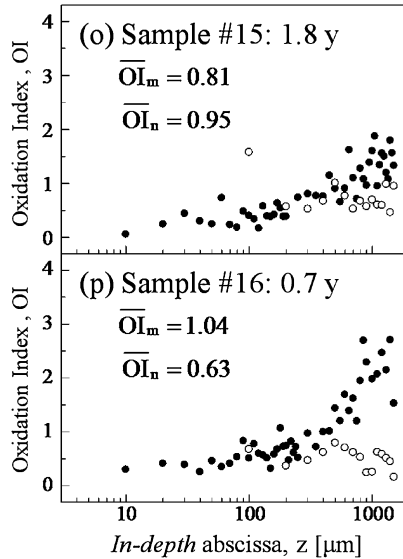 4
(o) Sample #15: 1.8 y
OIm = 0.81
OIn = 0.95
3
2
1
0
Oxidation Index, OI
4
(p) Sample #16: 0.7 y
OIm = 1.04
OIn = 0.63
3
2
1
0
Oxidation Index, OI
10 100 1000
In-depth abscissa, z [μm]